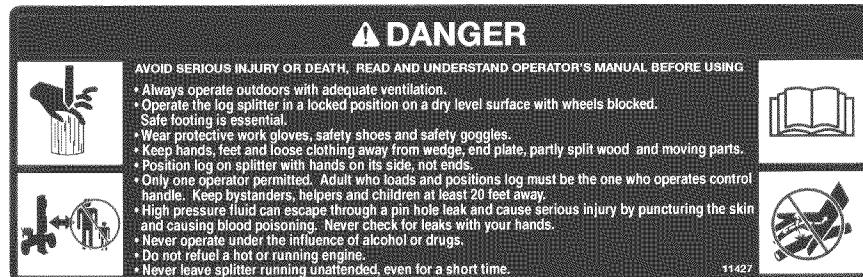 DANGER
AVOID SERIOUS INJURY OR DEATH, READ AND UNDERSTAND OPERATOR'S MANUAL BEFORE USING
• Always operate outdoors with adequate ventilation.
• Operate the log splitter in a locked position on a dry level surface with wheels blocked.
Safe footing is essential.
• Wear protective work gloves, safety shoes and safety goggles.
• Keep hands, feet and loose clothing away from wedge, end plate, partly split wood and moving parts.
• Position log on splitter with hands on its side, not ends.
• Only one operator permitted. Adult who loads and positions log must be the one who operates control
handle. Keep bystanders, helpers and children at least 20 feet away.
• High pressure fluid can escape through a pin hole leak and cause serious injury by puncturing the skin
and causing blood poisoning. Never check for leaks with your hands.
• Never operate under the influence of alcohol or drugs.
• Do not refuel a hot or running engine.
• Never leave splitter running unattended, even for a short time.
11427